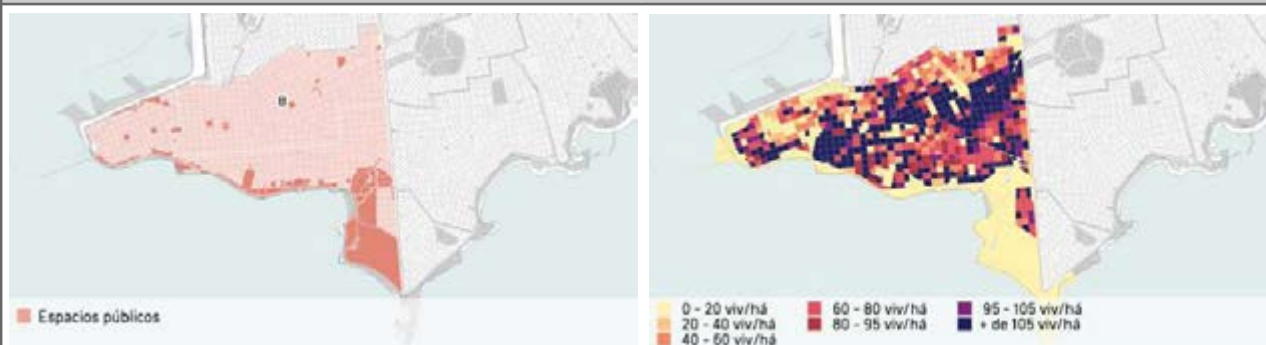 B
Espacios públicos
0 - 20 viv/há
20 - 40 viv/há
40 - 60 viv/há
60 - 80 viv/há
80 - 95 viv/há
95 - 105 viv/há
+ de 105 viv/há